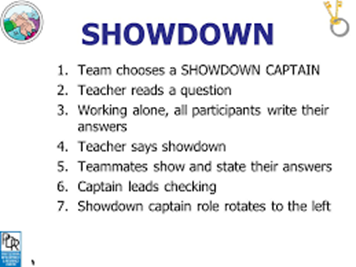 SHOWDOWN
1. Team chooses a SHOWDOWN CAPTAIN
2. Teacher reads a question
3. Working alone, all participants write their
answers
4. Teacher says showdown
5. Teammates show and state their answers
6. Captain leads checking
7. Showdown captain role rotates to the left